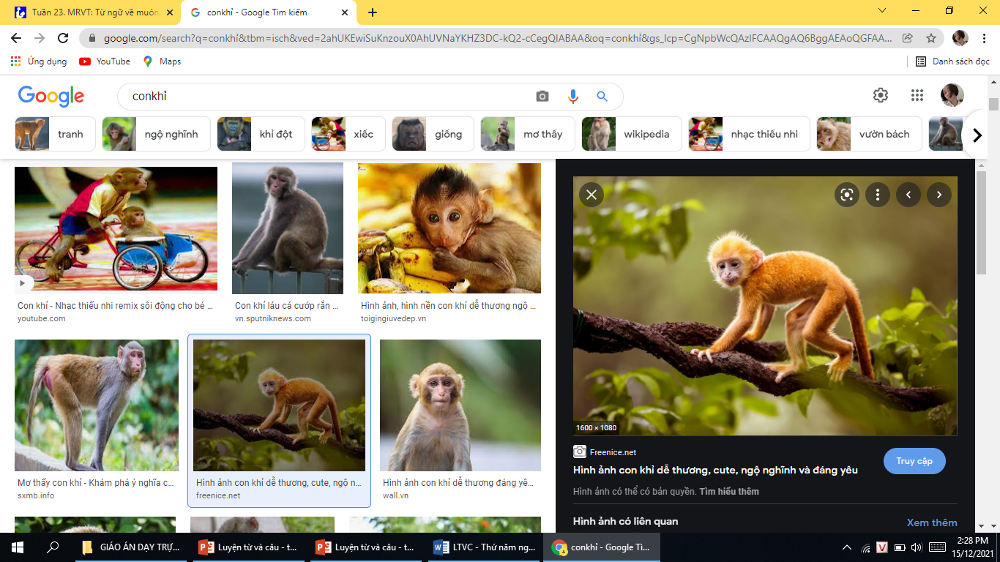 Tuần 23. MRVT: Từ ngữ về muôn
conkhỉ - Google Tìm kiếm
google.com/search?q=conkhỉ&tbm=isch&ved=2ahUKEwiSuKnzouX0AhUVNaYKHZ3DC-kQ2-cCegQIABAA&oq=conkhỉ&gs_lcp=CgNpbWcQAzIFCAAQgAQ6BggAEAoQGFAA...
Ứng dụng YouTube Maps Danh sách đọc
Google conkhỉ
tranh ngộ nghĩnh khỉ đột xiếc giống mơ thấy wikipedia nhạc thiếu nhi vườn bách
Con khỉ - Nhạc thiếu nhi remix sôi động cho bé ...
youtube.com
Con khỉ láu cá cướp rắn ...
vn.sputniknews.com
Hình ảnh, hình nền con khỉ dễ thương ngộ ...
toigingiuvedep.vn
Mơ thấy con khỉ - Khám phá ý nghĩa c...
sxmb.info
Hình ảnh con khỉ dễ thương, cute, ngộ n...
freenice.net
Hình ảnh con khỉ dễ thương đáng yê...
wall.vn
1600 × 1080
Freenice.net
Hình ảnh con khỉ dễ thương, cute, ngộ nghĩnh và đáng yêu
Truy cập
Hình ảnh có thể có bản quyền. Tìm hiểu thêm
Hình ảnh có liên quan Xem thêm
GIÁO ÁN DẠY TRỰ... Luyện từ và câu - t... Luyện từ và câu - t... LTVC - Thứ năm ng... conkhỉ - Google Tì...
2:28 PM
15/12/2021